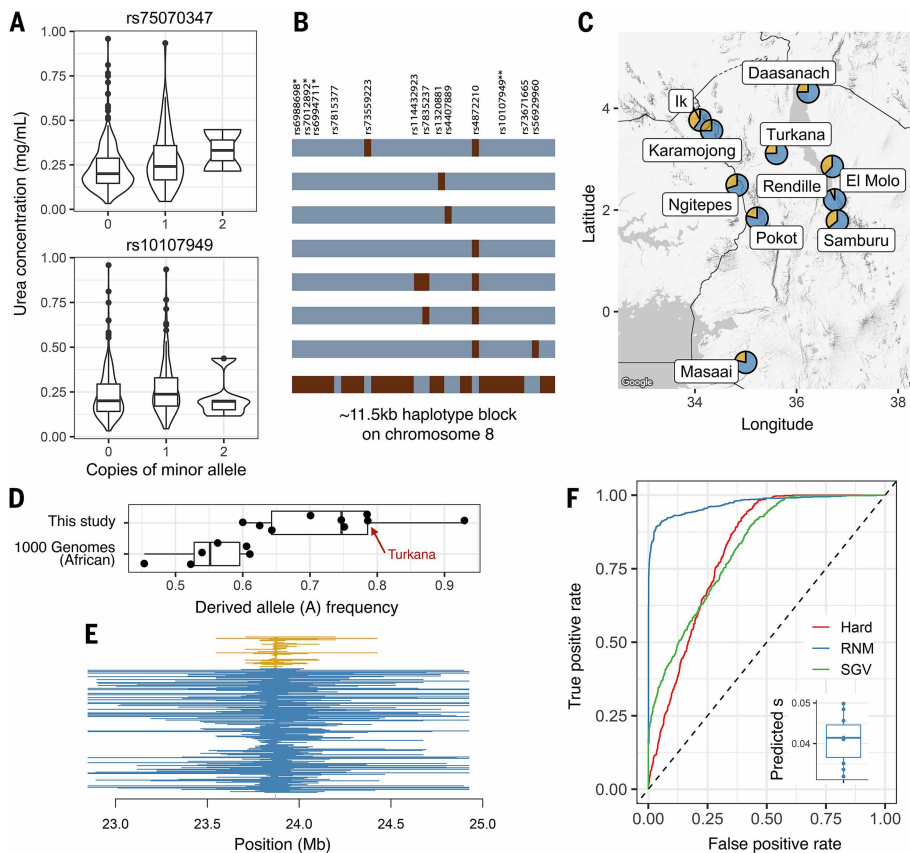 A
rs75070347
1.00
0.75
0.50
0.25
0.00
0 1 2
rs10107949
1.00
0.75
0.50
0.25
0.00
0 1 2
Urea concentration (mg/mL)
Copies of minor allele
B
rs6988698*
rs7012892*
rs6994711*
rs7815377
rs73559223
rs114432923
rs7835237
rs1320881
rs4407889
rs4872210
rs10107949**
rs73671665
rs56929960
~11.5kb haplotype block
on chromosome 8
C
Daasanach
Ik
Turkana
Karamojong
Rendille
El Molo
Ngitepes
Pokot
Samburu
Masaai
Google
4
2
0
Latitude
34 36 38
Longitude
D
This study
1000 Genomes
(African)
Turkana
0.5 0.6 0.7 0.8 0.9
Derived allele (A) frequency
E
23.0 23.5 24.0 24.5 25.0
Position (Mb)
F
1.00
0.75
0.50
0.25
0.00
True positive rate
Hard
RNM
SGV
0.05
0.04
Predicted s
0.00 0.25 0.50 0.75 1.00
False positive rate